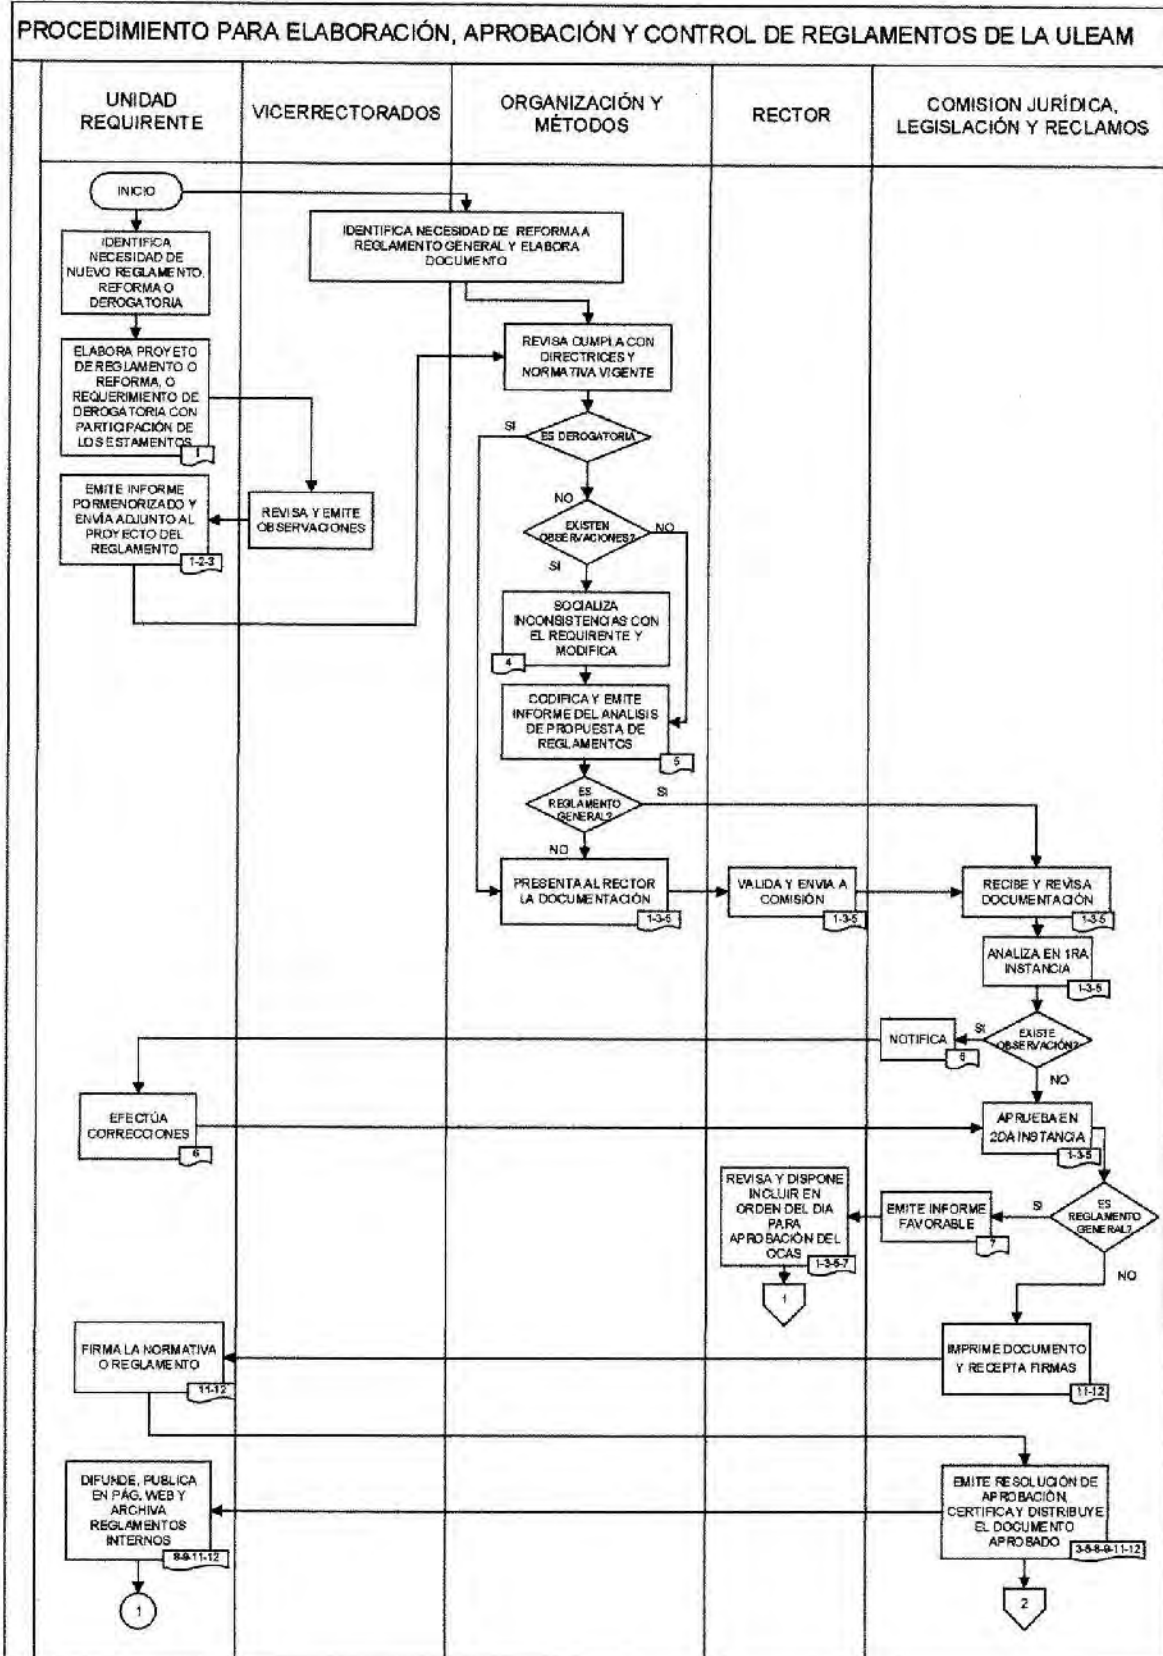 PROCEDIMIENTO PARA ELABORACIÓN, APROBACIÓN Y CONTROL DE REGLAMENTOS DE LA ULEAM
UNIDAD
REQUIRENTE
VICERRECTORADOS
ORGANIZACIÓN Y
MÉTODOS
RECTOR
COMISION JURÍDICA,
LEGISLACIÓN Y RECLAMOS
INICIO
IDENTIFICA
NECESIDAD DE
NUEVO REGLAMENTO,
REFORMA O
DEROGATORIA
IDENTIFICA NECESIDAD DE REFORMA A
REGLAMENTO GENERAL Y ELABORA
DOCUMENTO
ELABORA PROYETO
DE REGLAMENTO O
REFORMA, O
REQUERIMIENTO DE
DEROGATORIA CON
PARTICIPACIÓN DE
LOS ESTAMENTOS
1
REVISA CUMPLA CON
DIRECTRICES Y
NORMATIVA VIGENTE
SI
ES DEROGATORIA
NO
EMITE INFORME
PORMENORIZADO Y
ENVÍA ADJUNTO AL
PROYECTO DEL
REGLAMENTO
1-2-3
REVISA Y EMITE
OBSERVACIONES
EXISTEN
OBSERVACIONES?
NO
SI
SOCIALIZA
INCONSISTENCIAS CON
EL REQUIRENTE Y
MODIFICA
4
CODIFICA Y EMITE
INFORME DEL ANALISIS
DE PROPUESTA DE
REGLAMENTOS
5
ES
REGLAMENTO
GENERAL?
SI
NO
PRESENTA AL RECTOR
LA DOCUMENTACIÓN
1-3-5
VALIDA Y ENVIA A
COMISIÓN
1-3-5
RECIBE Y REVISA
DOCUMENTACIÓN
1-3-5
ANALIZA EN 1RA
INSTANCIA
1-3-5
NOTIFICA
6
SI
EXISTE
OBSERVACIÓN?
NO
EFECTÚA
CORRECCIONES
6
APRUEBA EN
2DA INSTANCIA
1-3-5
REVISA Y DISPONE
INCLUIR EN
ORDEN DEL DIA
PARA
APROBACIÓN DEL
OCAS
1-3-5-7
1
EMITE INFORME
FAVORABLE
7
SI
ES
REGLAMENTO
GENERAL?
NO
FIRMA LA NORMATIVA
O REGLAMENTO
11-12
IMPRIME DOCUMENTO
Y RECEPTA FIRMAS
11-12
DIFUNDE, PUBLICA
EN PÁG. WEB Y
ARCHIVA
REGLAMENTOS
INTERNOS
8-9-11-12
1
EMITE RESOLUCIÓN DE
APROBACIÓN,
CERTIFICA Y DISTRIBUYE
EL DOCUMENTO
APROBADO
2